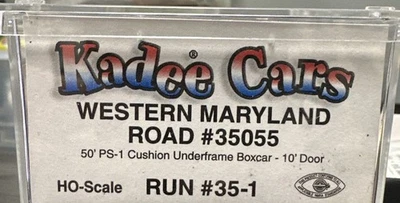 Kadee® Cars
WESTERN MARYLAND
ROAD #35055
50' PS-1 Cushion Underframe Boxcar - 10' Door
HO-Scale RUN #35-1